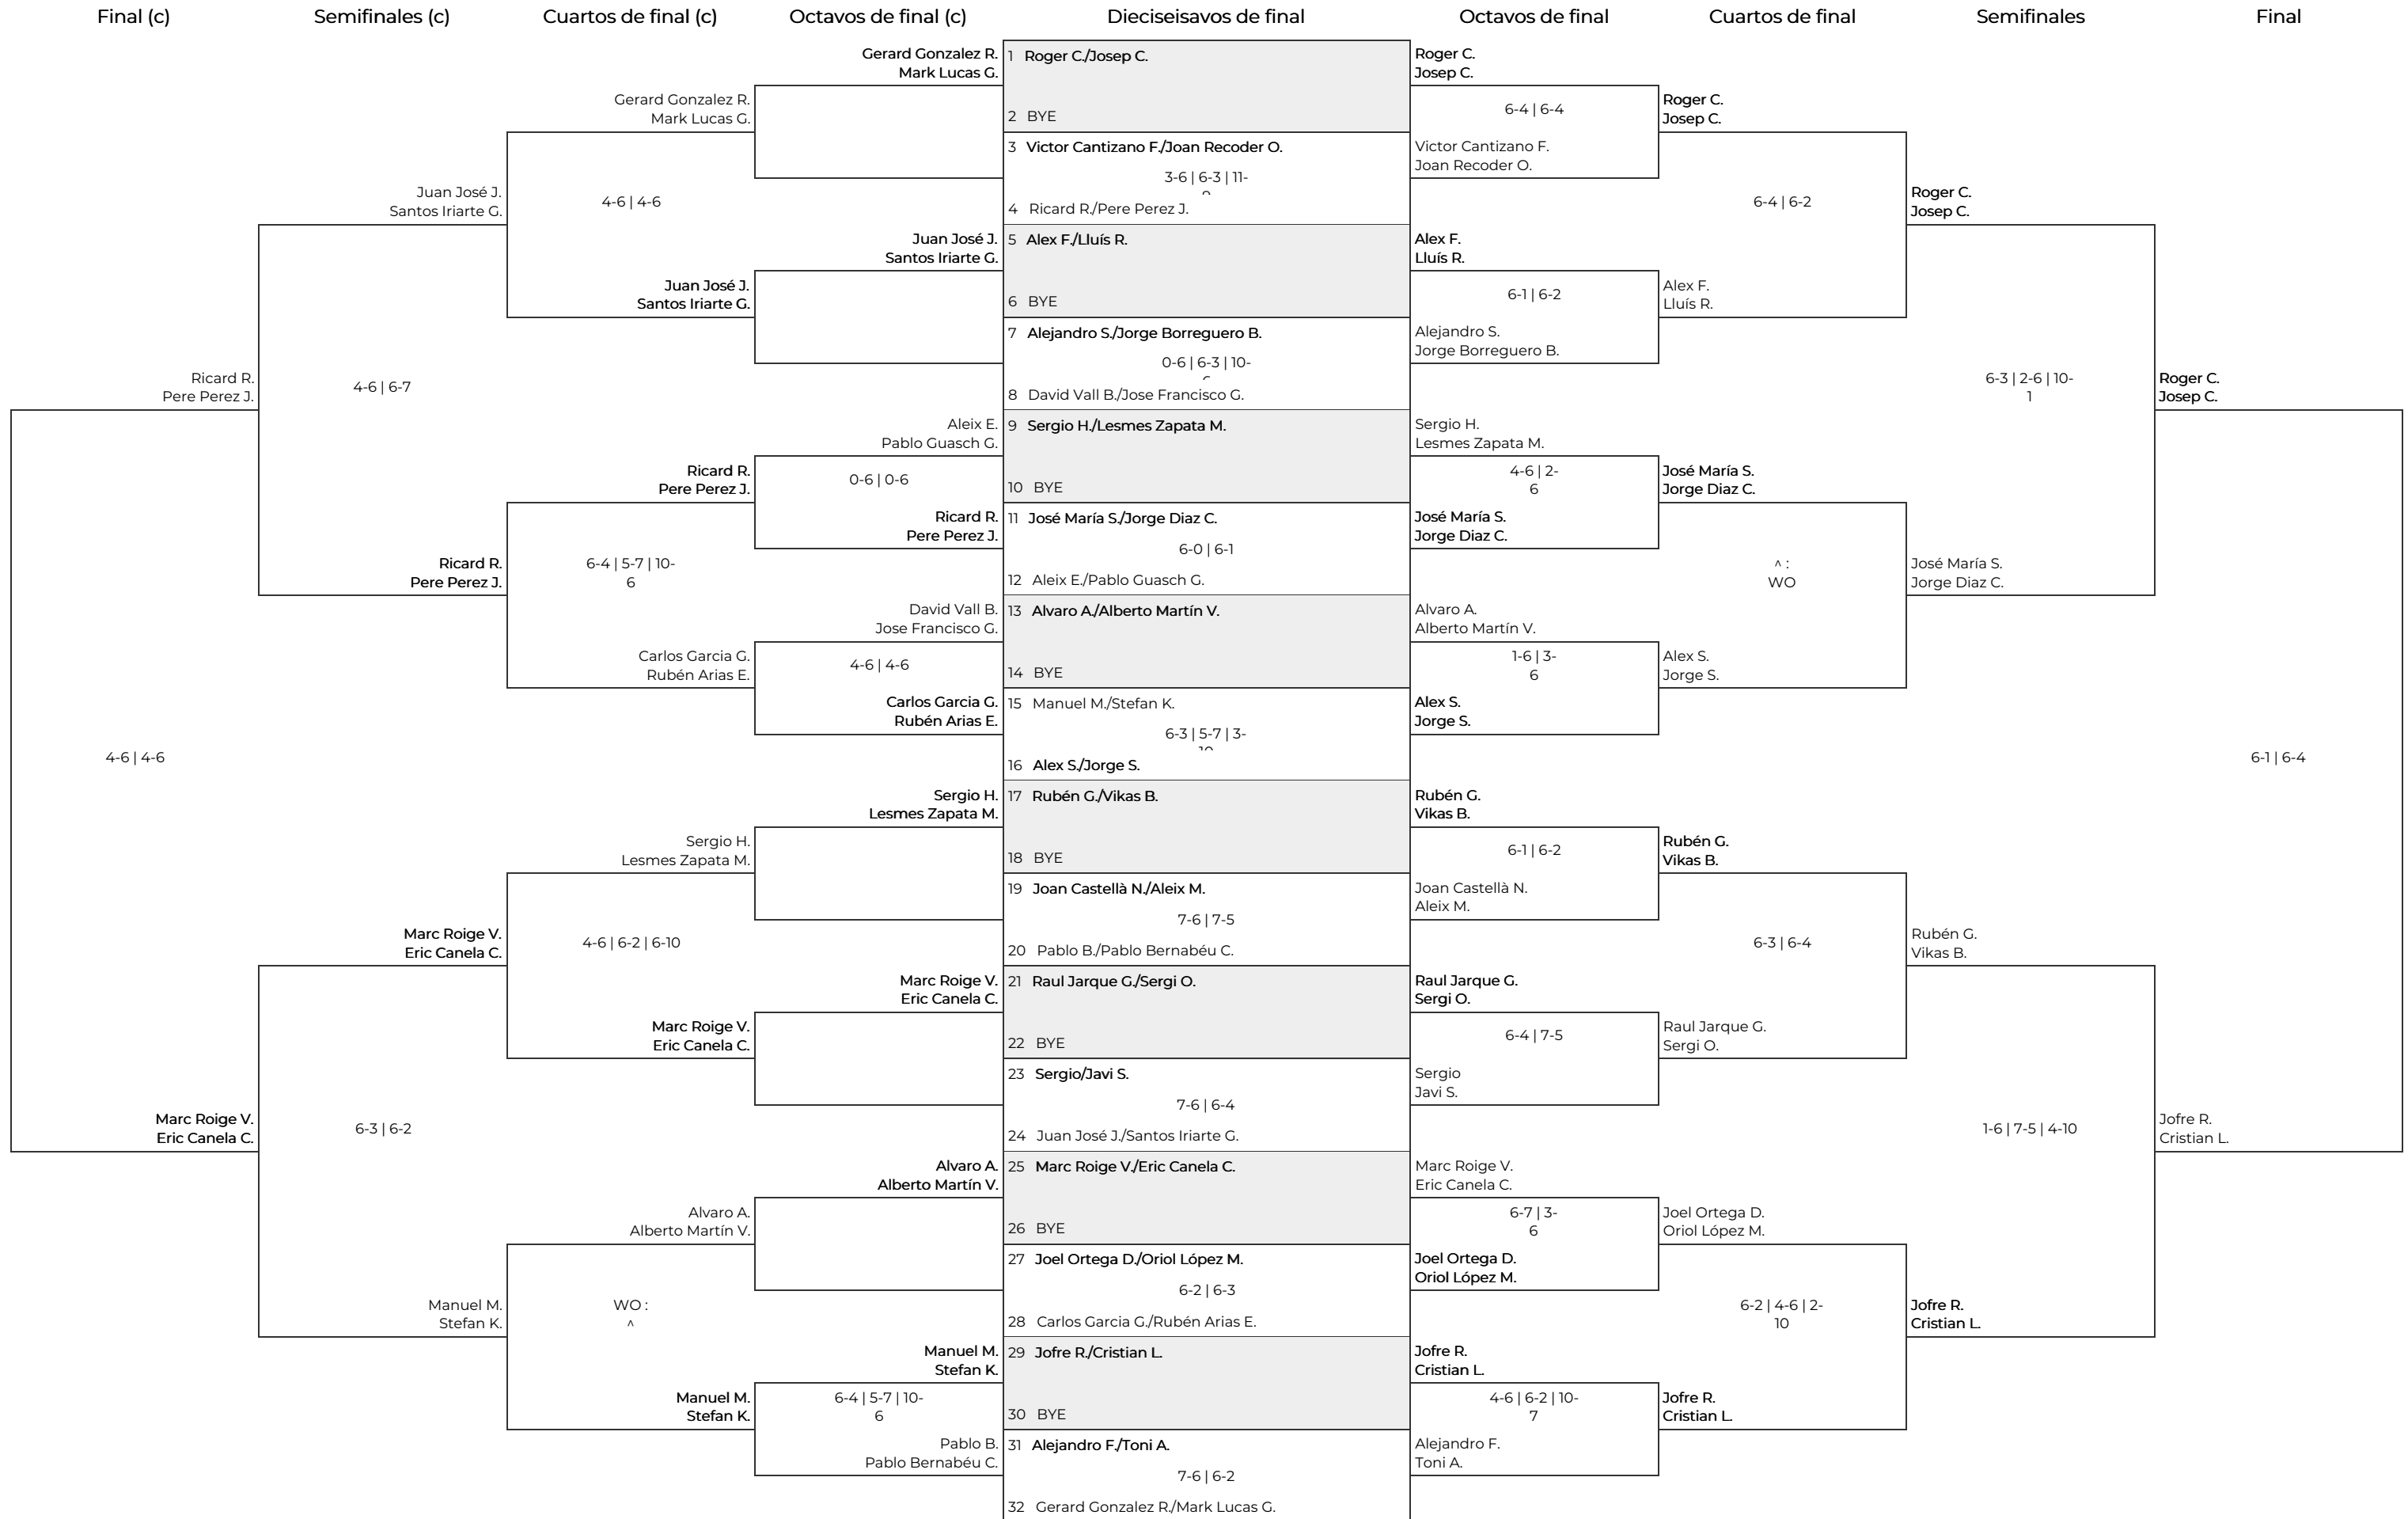 Final (c)
Semifinales (c)
Cuartos de final (c)
Octavos de final (c)
Dieciseisavos de final
Octavos de final
Cuartos de final
Semifinales
Final
Ricard R.
Pere Perez J.
4-6 | 4-6
Marc Roige V.
Eric Canela C.
Juan José J.
Santos Iriarte G.
4-6 | 6-7
Ricard R.
Pere Perez J.
Marc Roige V.
Eric Canela C.
6-3 | 6-2
Manuel M.
Stefan K.
Gerard Gonzalez R.
Mark Lucas G.
4-6 | 4-6
Juan José J.
Santos Iriarte G.
Ricard R.
Pere Perez J.
6-4 | 5-7 | 10-
6
Carlos Garcia G.
Rubén Arias E.
Sergio H.
Lesmes Zapata M.
4-6 | 6-2 | 6-10
Marc Roige V.
Eric Canela C.
Alvaro A.
Alberto Martín V.
WO :
^
Manuel M.
Stefan K.
Gerard Gonzalez R.
Mark Lucas G.
Juan José J.
Santos Iriarte G.
Aleix E.
Pablo Guasch G.
0-6 | 0-6
Ricard R.
Pere Perez J.
David Vall B.
Jose Francisco G.
4-6 | 4-6
Carlos Garcia G.
Rubén Arias E.
Sergio H.
Lesmes Zapata M.
Marc Roige V.
Eric Canela C.
Alvaro A.
Alberto Martín V.
Manuel M.
Stefan K.
6-4 | 5-7 | 10-
6
Pablo B.
Pablo Bernabéu C.
1 Roger C./Josep C.
2 BYE
3 Victor Cantizano F./Joan Recoder O.
3-6 | 6-3 | 11-
4 Ricard R./Pere Perez J.
5 Alex F./Lluís R.
6 BYE
7 Alejandro S./Jorge Borreguero B.
0-6 | 6-3 | 10-
8 David Vall B./Jose Francisco G.
9 Sergio H./Lesmes Zapata M.
10 BYE
11 José María S./Jorge Diaz C.
6-0 | 6-1
12 Aleix E./Pablo Guasch G.
13 Alvaro A./Alberto Martín V.
14 BYE
15 Manuel M./Stefan K.
6-3 | 5-7 | 3-
10
16 Alex S./Jorge S.
17 Rubén G./Vikas B.
18 BYE
19 Joan Castellà N./Aleix M.
7-6 | 7-5
20 Pablo B./Pablo Bernabéu C.
21 Raul Jarque G./Sergi O.
22 BYE
23 Sergio/Javi S.
7-6 | 6-4
24 Juan José J./Santos Iriarte G.
25 Marc Roige V./Eric Canela C.
26 BYE
27 Joel Ortega D./Oriol López M.
6-2 | 6-3
28 Carlos Garcia G./Rubén Arias E.
29 Jofre R./Cristian L.
30 BYE
31 Alejandro F./Toni A.
7-6 | 6-2
32 Gerard Gonzalez R./Mark Lucas G.
Roger C.
Josep C.
6-4 | 6-4
Victor Cantizano F.
Joan Recoder O.
Alex F.
Lluís R.
6-1 | 6-2
Alejandro S.
Jorge Borreguero B.
Sergio H.
Lesmes Zapata M.
4-6 | 2-
6
José María S.
Jorge Diaz C.
Alvaro A.
Alberto Martín V.
1-6 | 3-
6
Alex S.
Jorge S.
Rubén G.
Vikas B.
6-1 | 6-2
Joan Castellà N.
Aleix M.
Raul Jarque G.
Sergi O.
6-4 | 7-5
Sergio
Javi S.
Marc Roige V.
Eric Canela C.
6-7 | 3-
6
Joel Ortega D.
Oriol López M.
Jofre R.
Cristian L.
4-6 | 6-2 | 10-
7
Alejandro F.
Toni A.
Roger C.
Josep C.
6-4 | 6-2
Alex F.
Lluís R.
José María S.
Jorge Diaz C.
^ :
WO
Alex S.
Jorge S.
Rubén G.
Vikas B.
6-3 | 6-4
Raul Jarque G.
Sergi O.
Joel Ortega D.
Oriol López M.
6-2 | 4-6 | 2-
10
Jofre R.
Cristian L.
Roger C.
Josep C.
6-3 | 2-6 | 10-
1
José María S.
Jorge Diaz C.
Rubén G.
Vikas B.
1-6 | 7-5 | 4-10
Jofre R.
Cristian L.
Roger C.
Josep C.
6-1 | 6-4
Jofre R.
Cristian L.